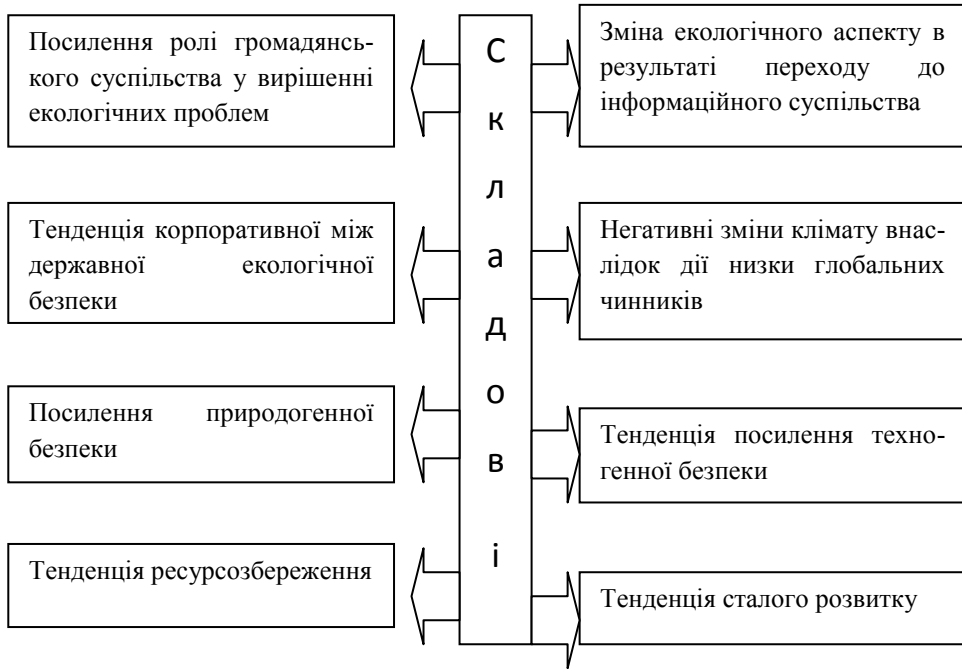 Посилення ролі громадянсь-
кого суспільства у вирішенні
екологічних проблем
Тенденція корпоративної між
державної екологічної
безпеки
Посилення природогенної
безпеки
Тенденція ресурсозбереження
С
к
л
а
д
о
в
і
Зміна екологічного аспекту в
результаті переходу до
інформаційного суспільства
Негативні зміни клімату внас-
лідок дії низки глобальних
чинників
Тенденція посилення техно-
генної безпеки
Тенденція сталого розвитку